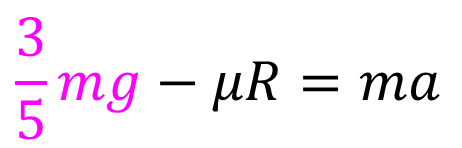 3/5 mg − μR = ma